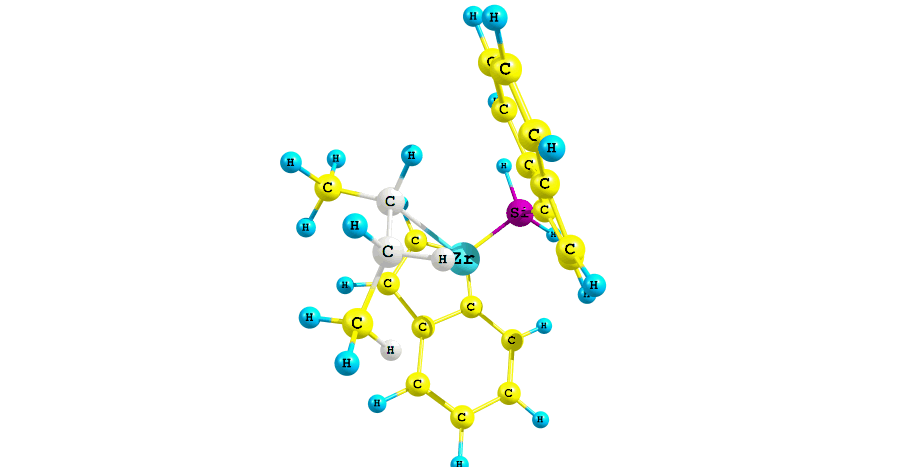 H H
C C
H
C H
H H C H
C C
H C C Si
H C H
C H Zr C
H C H H
H C C H
H H C
C C
H C H
H